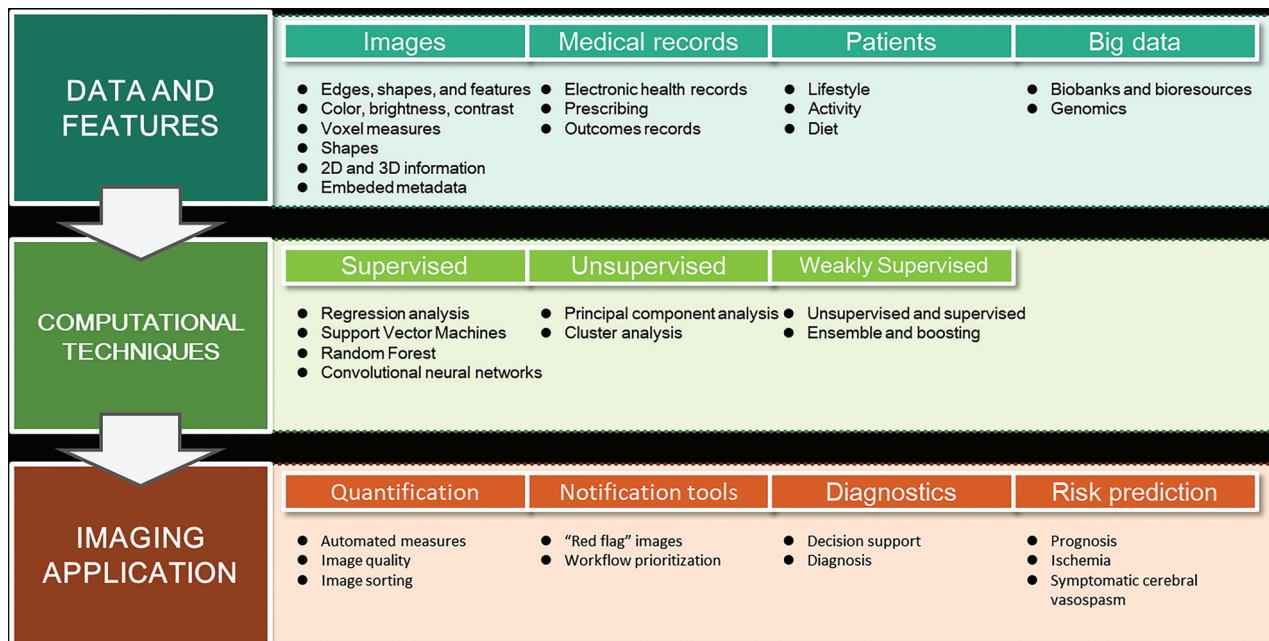 DATA AND
FEATURES
Images
Edges, shapes, and features
Color, brightness, contrast
Voxel measures
Shapes
2D and 3D information
Embeded metadata
Medical records
Electronic health records
Prescribing
Outcomes records
Patients
Lifestyle
Activity
Diet
Big data
Biobanks and bioresources
Genomics
COMPUTATIONAL
TECHNIQUES
Supervised
Regression analysis
Support Vector Machines
Random Forest
Convolutional neural networks
Unsupervised
Principal component analysis
Cluster analysis
Weakly Supervised
Unsupervised and supervised
Ensemble and boosting
IMAGING
APPLICATION
Quantification
Automated measures
Image quality
Image sorting
Notification tools
“Red flag” images
Workflow prioritization
Diagnostics
Decision support
Diagnosis
Risk prediction
Prognosis
Ischemia
Symptomatic cerebral
vasospasm